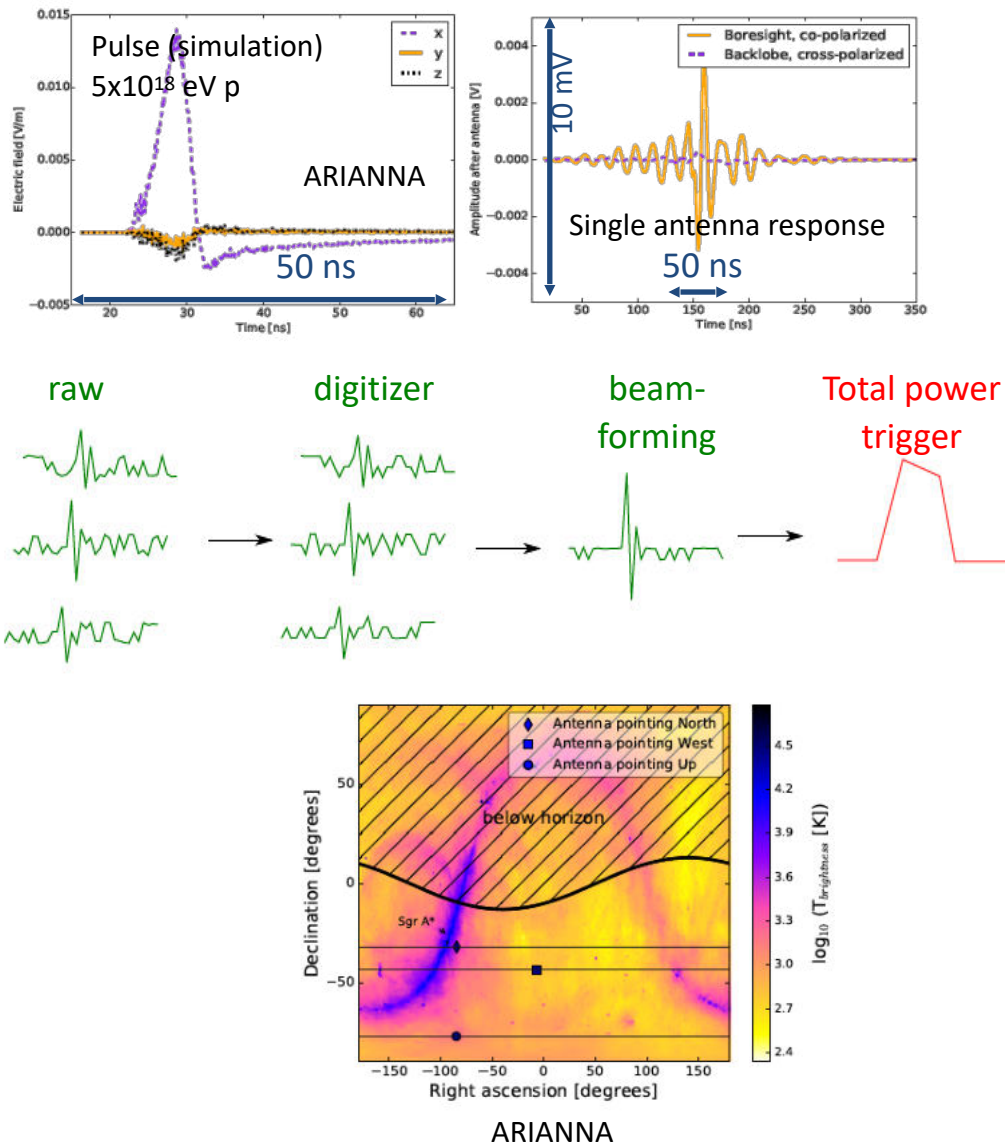 Pulse (simulation)
5x10¹⁸ eV p
x
y
z
ARIANNA
50 ns
0.015
0.010
0.005
0.000
−0.005
Electric field [V/m]
20
30
40
50
60
Time [ns]
Boresight, co-polarized
Backlobe, cross-polarized
10 mV
Single antenna response
50 ns
0.004
0.002
0.000
−0.002
−0.004
Amplitude after antenna [V]
50
100
150
200
250
300
350
Time [ns]
raw
digitizer
beam-
forming
Total power
trigger
Antenna pointing North
Antenna pointing West
Antenna pointing Up
below horizon
Sgr A*
50
0
−50
Declination [degrees]
−150
−100
−50
0
50
100
150
Right ascension [degrees]
4.5
4.2
3.9
3.6
3.3
3.0
2.7
2.4
log₁₀ (T_brightness [K])
ARIANNA